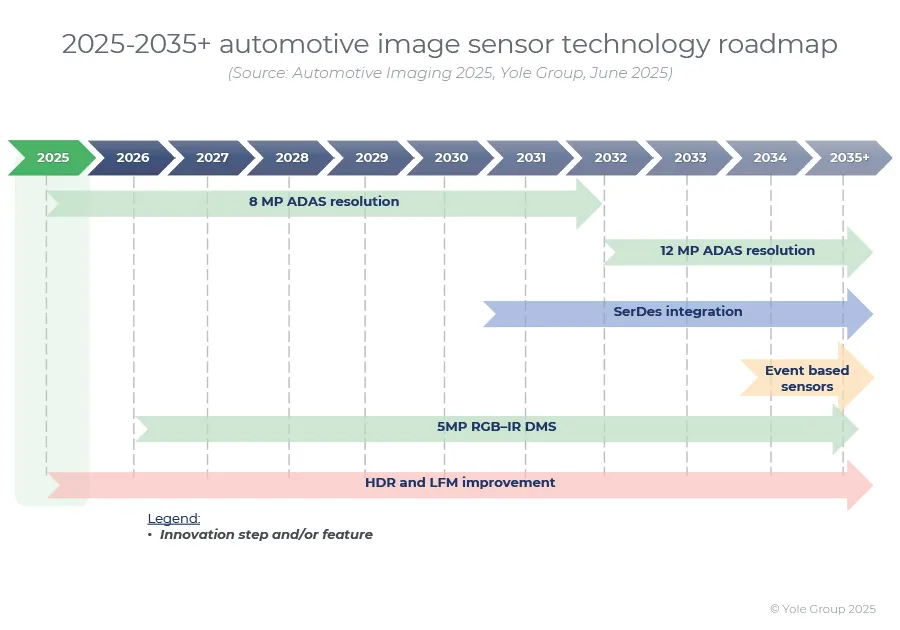 2025-2035+ automotive image sensor technology roadmap
(Source: Automotive Imaging 2025, Yole Group, June 2025)
2025 2026 2027 2028 2029 2030 2031 2032 2033 2034 2035+
8 MP ADAS resolution
12 MP ADAS resolution
SerDes integration
Event based
sensors
5MP RGB–IR DMS
HDR and LFM improvement
Legend:
• Innovation step and/or feature
© Yole Group 2025